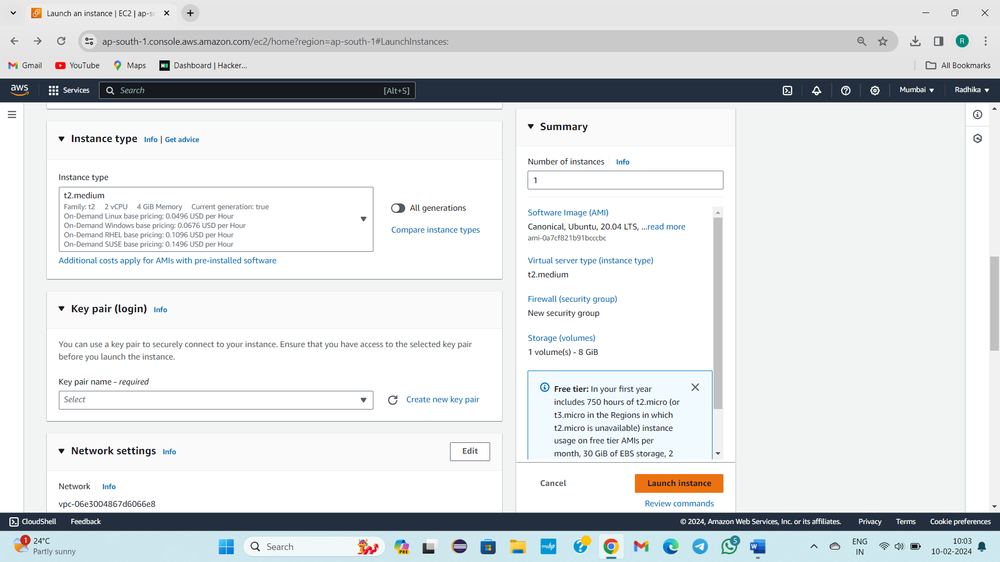 Launch an instance | EC2 | ap-sc
ap-south-1.console.aws.amazon.com/ec2/home?region=ap-south-1#LaunchInstances:
R
Gmail
YouTube
Maps
Dashboard | Hacker...
All Bookmarks
aws
Services
Search
[Alt+S]
Mumbai
Radhika
Instance type
Info | Get advice
Instance type
t2.medium
Family: t2 2 vCPU 4 GiB Memory Current generation: true
On-Demand Linux base pricing: 0.0496 USD per Hour
On-Demand Windows base pricing: 0.0676 USD per Hour
On-Demand RHEL base pricing: 0.1096 USD per Hour
On-Demand SUSE base pricing: 0.1496 USD per Hour
All generations
Compare instance types
Additional costs apply for AMIs with pre-installed software
Key pair (login)
Info
You can use a key pair to securely connect to your instance. Ensure that you have access to the selected key pair
before you launch the instance.
Key pair name - required
Select
Create new key pair
Network settings
Info
Edit
Network
Info
vpc-06e3004867d6066e8
Summary
Number of instances
Info
1
Software Image (AMI)
Canonical, Ubuntu, 20.04 LTS, ...read more
ami-0a7cf821b91bcccbc
Virtual server type (instance type)
t2.medium
Firewall (security group)
New security group
Storage (volumes)
1 volume(s) - 8 GiB
Free tier: In your first year
includes 750 hours of t2.micro (or
t3.micro in the Regions in which
t2.micro is unavailable) instance
usage on free tier AMIs per
month, 30 GiB of EBS storage, 2
Cancel
Launch instance
Review commands
CloudShell
Feedback
© 2024, Amazon Web Services, Inc. or its affiliates.
Privacy
Terms
Cookie preferences
1
24°C
Partly sunny
Search
PRE
myhp
5
W
ENG
IN
10:03
10-02-2024